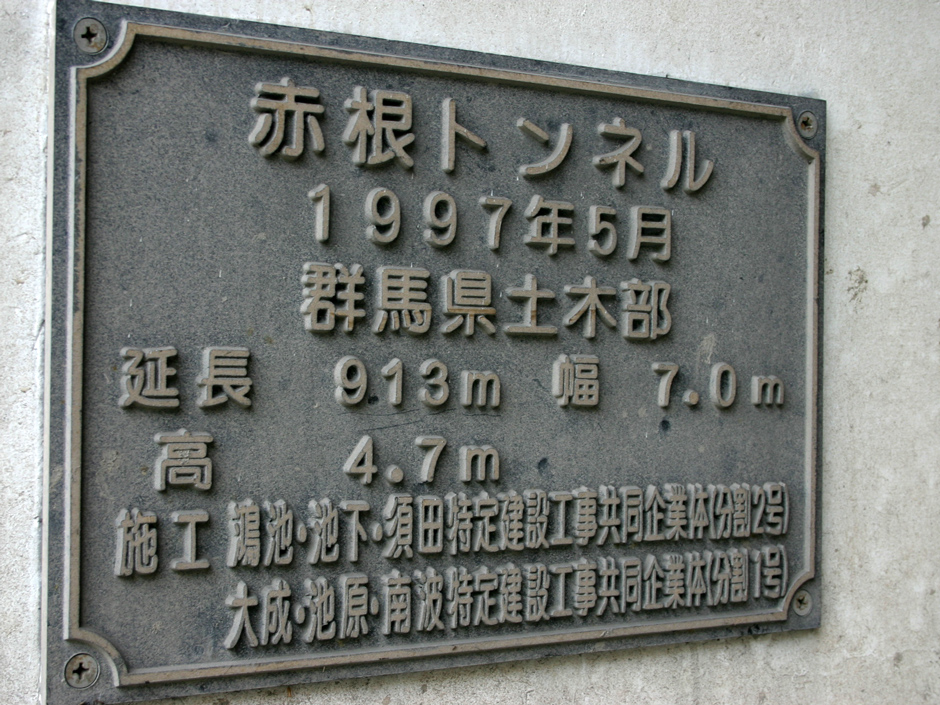 赤根トンネル
1997年5月
群馬県土木部
延長 913m 幅 7.0m
高 4.7m
施工 鴻池・池下・須田特定建設工事共同企業体(分割2号)
大成・池原・南波特定建設工事共同企業体(分割1号)